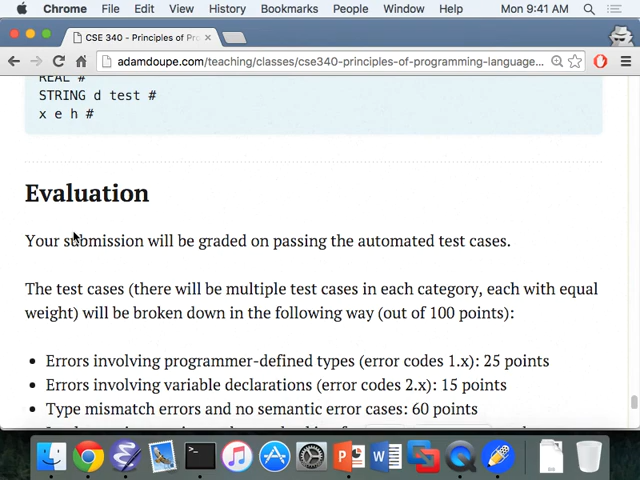 Chrome File Edit View History Bookmarks People Window Help Mon 9:41 AM
CSE 340 - Principles of Pro
adamdoupe.com/teaching/classes/cse340-principles-of-programming-language...
REAL #
STRING d test #
x e h #
Evaluation
Your submission will be graded on passing the automated test cases.
The test cases (there will be multiple test cases in each category, each with equal
weight) will be broken down in the following way (out of 100 points):
• Errors involving programmer-defined types (error codes 1.x): 25 points
• Errors involving variable declarations (error codes 2.x): 15 points
• Type mismatch errors and no semantic error cases: 60 points